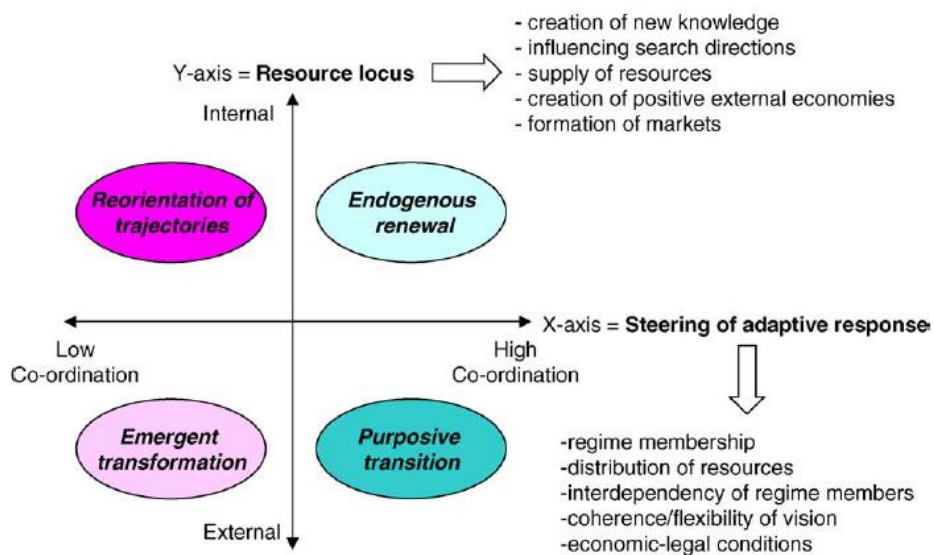 - creation of new knowledge
- influencing search directions
- supply of resources
- creation of positive external economies
- formation of markets
Y-axis = Resource locus
Internal
Reorientation of
trajectories
Endogenous
renewal
X-axis = Steering of adaptive response
Low
Co-ordination
High
Co-ordination
Emergent
transformation
Purposive
transition
External
-regime membership
-distribution of resources
-interdependency of regime members
-coherence/flexibility of vision
-economic-legal conditions